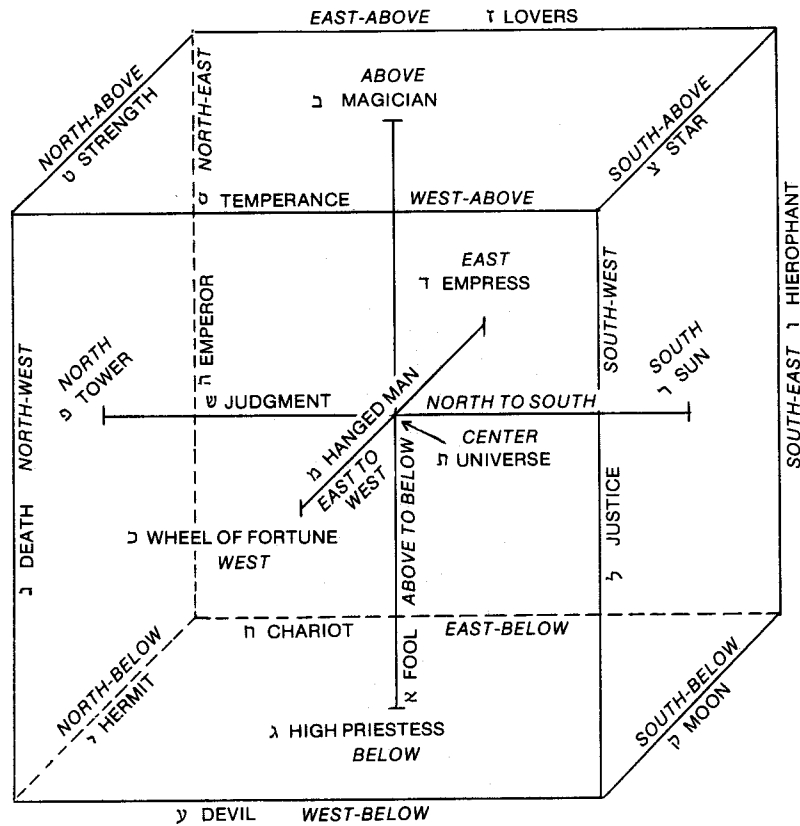 EAST-ABOVE ז LOVERS
NORTH-ABOVE
ט STRENGTH
NORTH-EAST
ABOVE
ב MAGICIAN
SOUTH-ABOVE
צ STAR
ס TEMPERANCE WEST-ABOVE
EAST
ד EMPRESS
ה EMPEROR
SOUTH-WEST
SOUTH-EAST ו HIEROPHANT
NORTH
פ TOWER
SOUTH
ר SUN
ש JUDGMENT NORTH TO SOUTH
מ HANGED MAN
EAST TO
WEST
CENTER
ת UNIVERSE
נ DEATH NORTH-WEST
כ WHEEL OF FORTUNE
WEST
ABOVE TO BELOW
ל JUSTICE
ח CHARIOT EAST-BELOW
א FOOL
NORTH-BELOW
י HERMIT
ג HIGH PRIESTESS
BELOW
SOUTH-BELOW
ק MOON
ע DEVIL WEST-BELOW